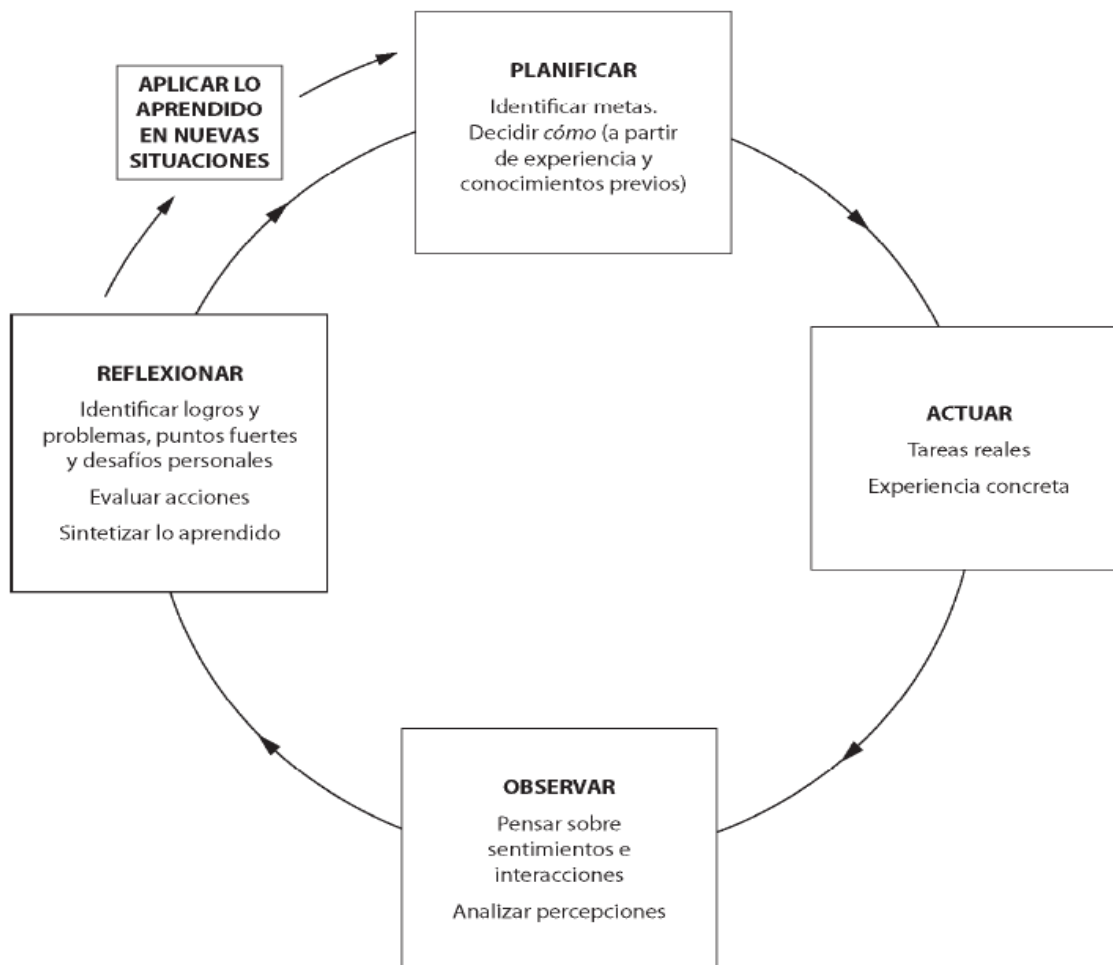 APLICAR LO
APRENDIDO
EN NUEVAS
SITUACIONES
PLANIFICAR
Identificar metas.
Decidir cómo (a partir
de experiencia y
conocimientos previos)
ACTUAR
Tareas reales
Experiencia concreta
OBSERVAR
Pensar sobre
sentimientos e
interacciones
Analizar percepciones
REFLEXIONAR
Identificar logros y
problemas, puntos fuertes
y desafíos personales
Evaluar acciones
Sintetizar lo aprendido